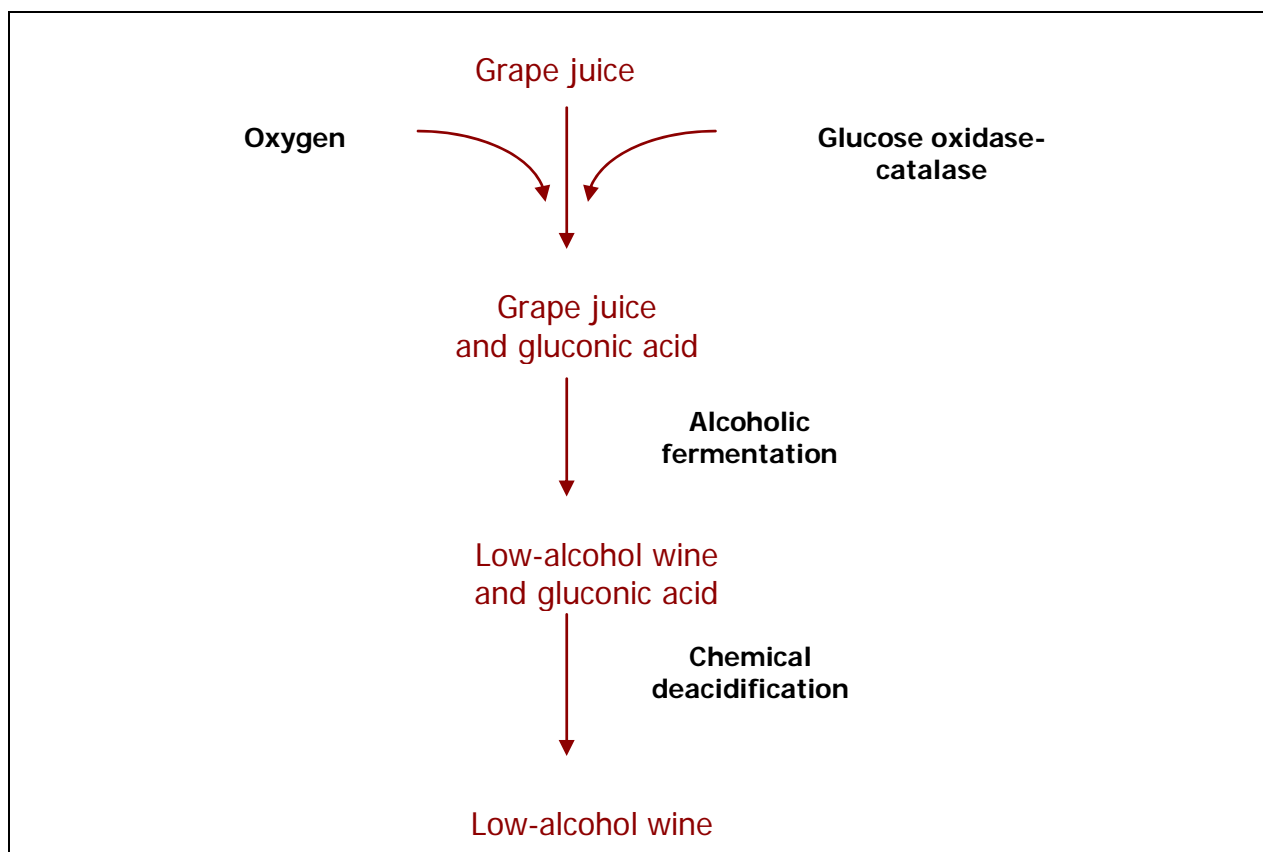 Grape juice
Oxygen
Glucose oxidase-
catalase
Grape juice
and gluconic acid
Alcoholic
fermentation
Low-alcohol wine
and gluconic acid
Chemical
deacidification
Low-alcohol wine